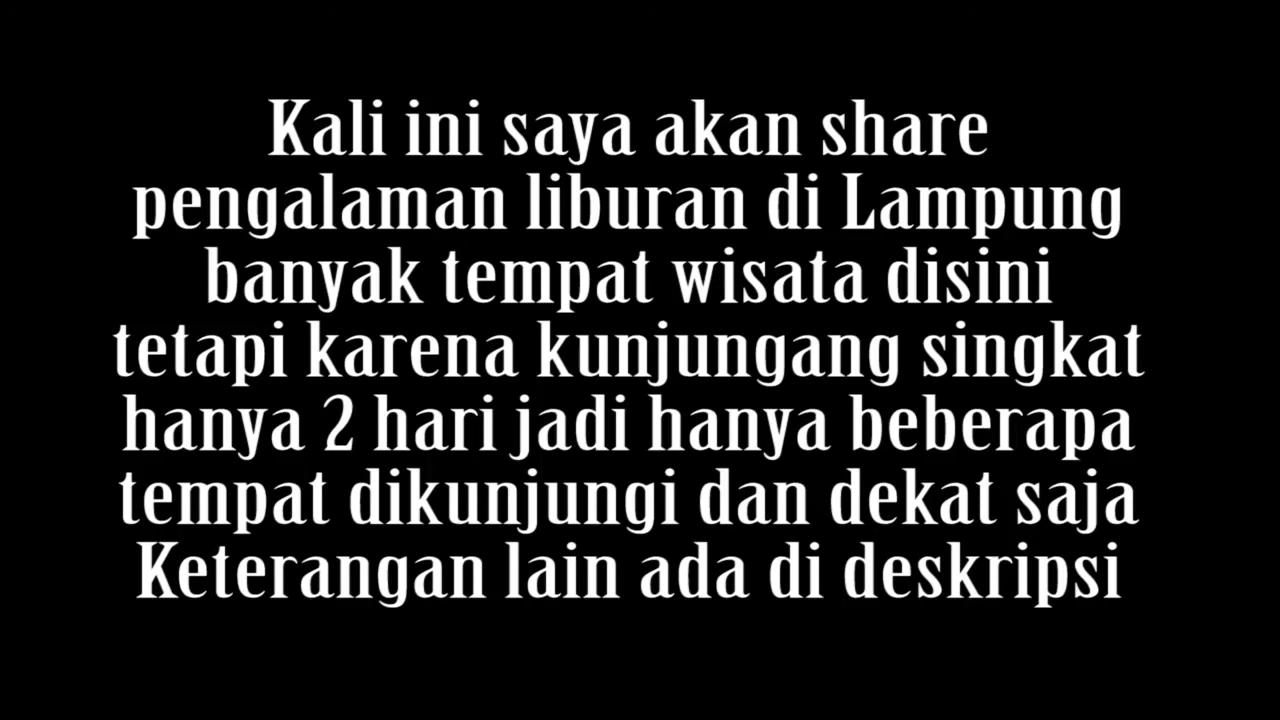 Kali ini saya akan share
pengalaman liburan di Lampung
banyak tempat wisata disini
tetapi karena kunjungang singkat
hanya 2 hari jadi hanya beberapa
tempat dikunjungi dan dekat saja
Keterangan lain ada di deskripsi